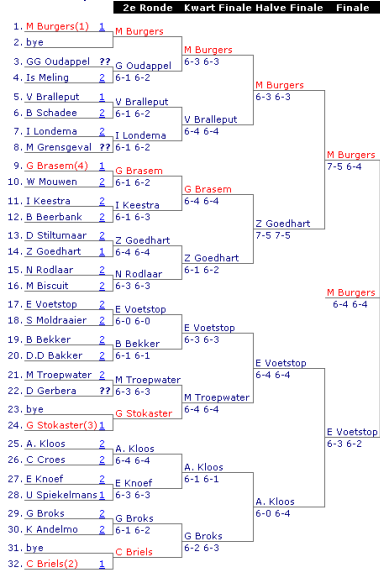 2e Ronde Kwart Finale Halve Finale Finale
1. M Burgers(1) 1
M Burgers
2. bye
M Burgers
6-3 6-3
3. GG Oudappel ??
G Oudappel
4. Is Meling 2
6-1 6-2
M Burgers
6-3 6-3
5. V Bralleput 1
V Bralleput
6. B Schadee 2
6-1 6-2
V Bralleput
6-4 6-4
7. I Londema 2
I Londema
8. M Grensgeval ??
6-1 6-2
M Burgers
7-5 6-4
9. G Brasem(4) 1
G Brasem
10. W Mouwen 2
6-1 6-2
G Brasem
6-4 6-4
11. I Keestra 2
I Keestra
12. B Beerbank 2
6-1 6-3
Z Goedhart
7-5 7-5
13. D Stiltumaar 2
Z Goedhart
14. Z Goedhart 1
6-4 6-4
Z Goedhart
6-1 6-2
15. N Rodlaar 2
N Rodlaar
16. M Biscuit 2
6-3 6-3
M Burgers
6-4 6-4
17. E Voetstop 2
E Voetstop
18. S Moldraaier 2
6-0 6-0
E Voetstop
6-3 6-3
19. B Bekker 2
B Bekker
20. D.D Bakker 2
6-1 6-1
E Voetstop
6-4 6-4
21. M Troepwater 2
M Troepwater
22. D Gerbera ??
6-3 6-3
M Troepwater
6-4 6-4
23. bye
G Stokaster
24. G Stokaster(3) 1
E Voetstop
6-3 6-2
25. A. Kloos 2
A. Kloos
26. C Croes 2
6-4 6-4
A. Kloos
6-1 6-1
27. E Knoef 2
E Knoef
28. U Spiekelmans 1
6-3 6-3
A. Kloos
6-0 6-4
29. G Broks 2
G Broks
30. K Andelmo 2
6-1 6-2
G Broks
6-2 6-3
31. bye
C Briels
32. C Briels(2) 1